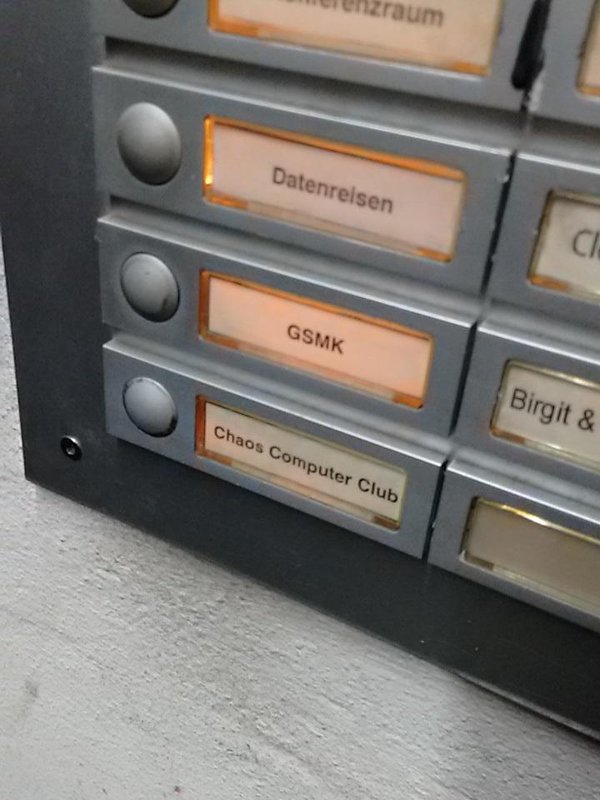 Datenreisen
GSMK
Chaos Computer Club
Birgit &